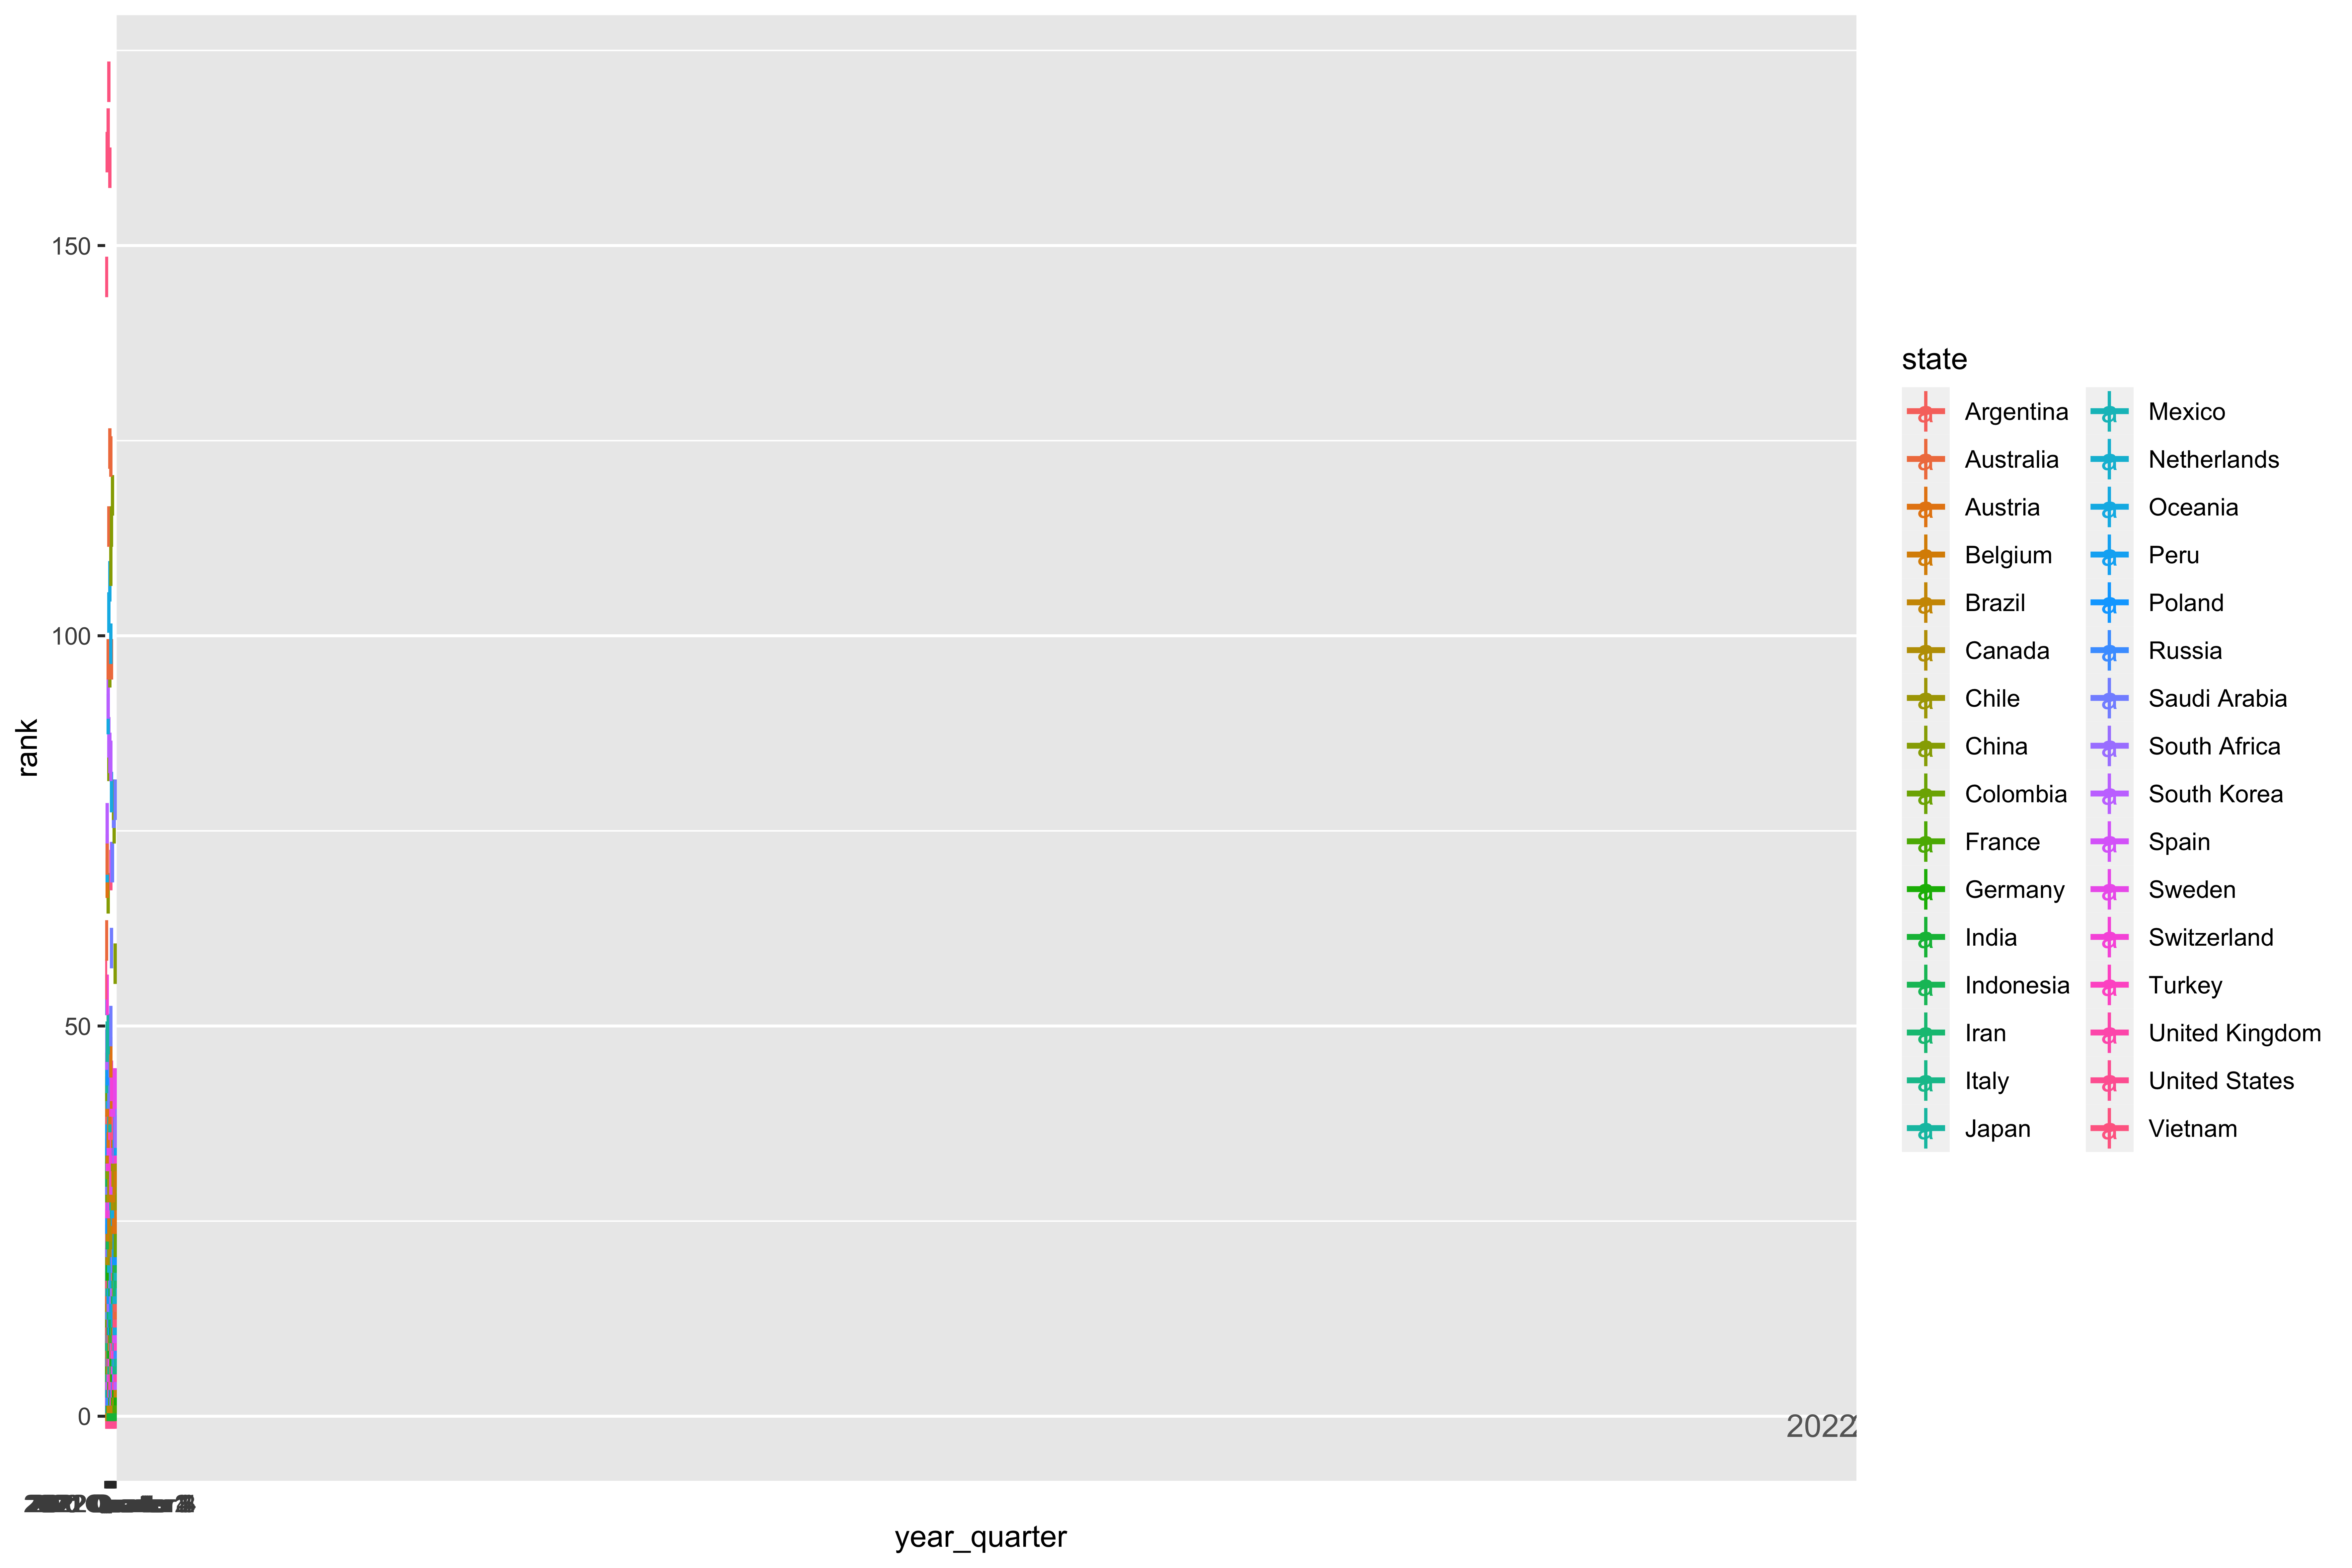 150
100
50
0
rank
year_quarter
2022
state
Argentina
Australia
Austria
Belgium
Brazil
Canada
Chile
China
Colombia
France
Germany
India
Indonesia
Iran
Italy
Japan
Mexico
Netherlands
Oceania
Peru
Poland
Russia
Saudi Arabia
South Africa
South Korea
Spain
Sweden
Switzerland
Turkey
United Kingdom
United States
Vietnam